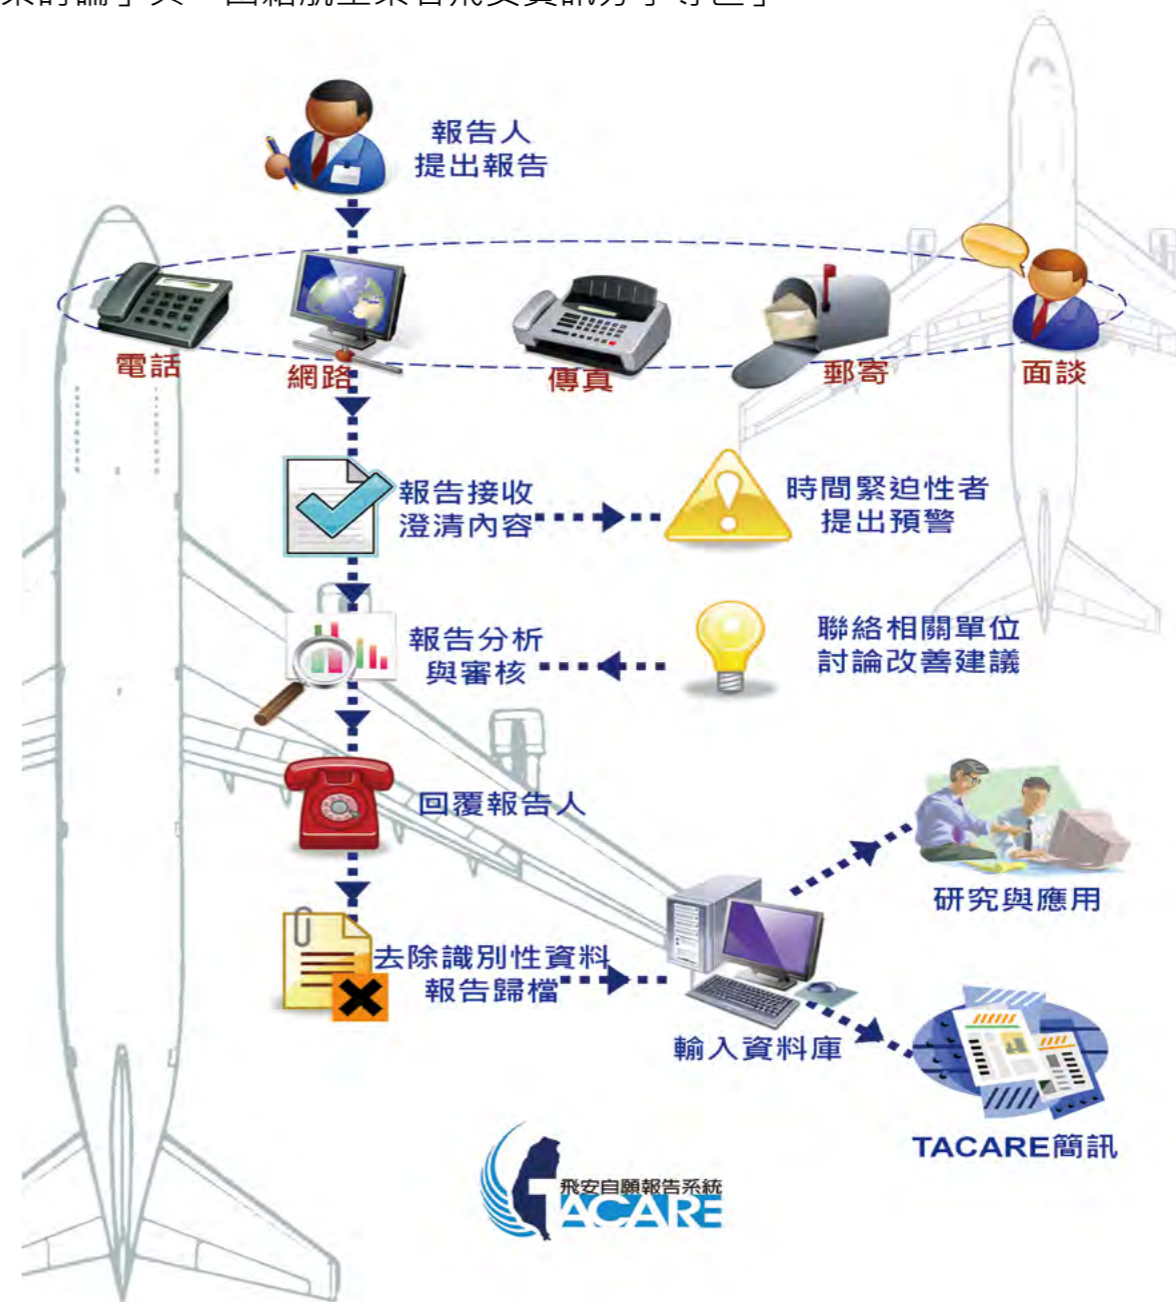 報告人
提出報告
電話
網路
傳真
郵寄
面談
報告接收
澄清內容
時間緊迫性者
提出預警
報告分析
與審核
聯絡相關單位
討論改善建議
回覆報告人
研究與應用
去除識別性資料
報告歸檔
輸入資料庫
TACARE簡訊
飛安自願報告系統
TACARE